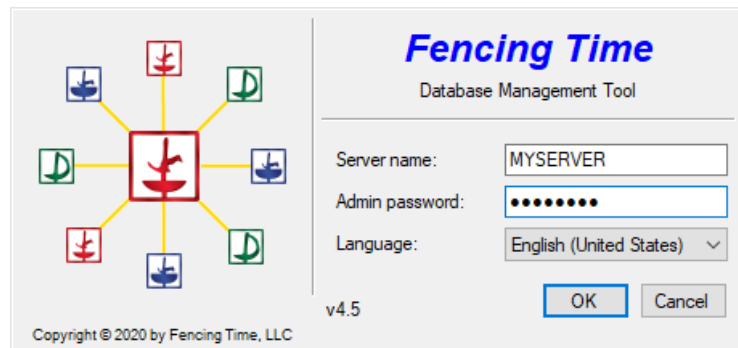 Fencing Time
Database Management Tool
Server name: MYSERVER
Admin password: ●●●●●●●●
Language: English (United States)
v4.5
OK Cancel
Copyright © 2020 by Fencing Time, LLC